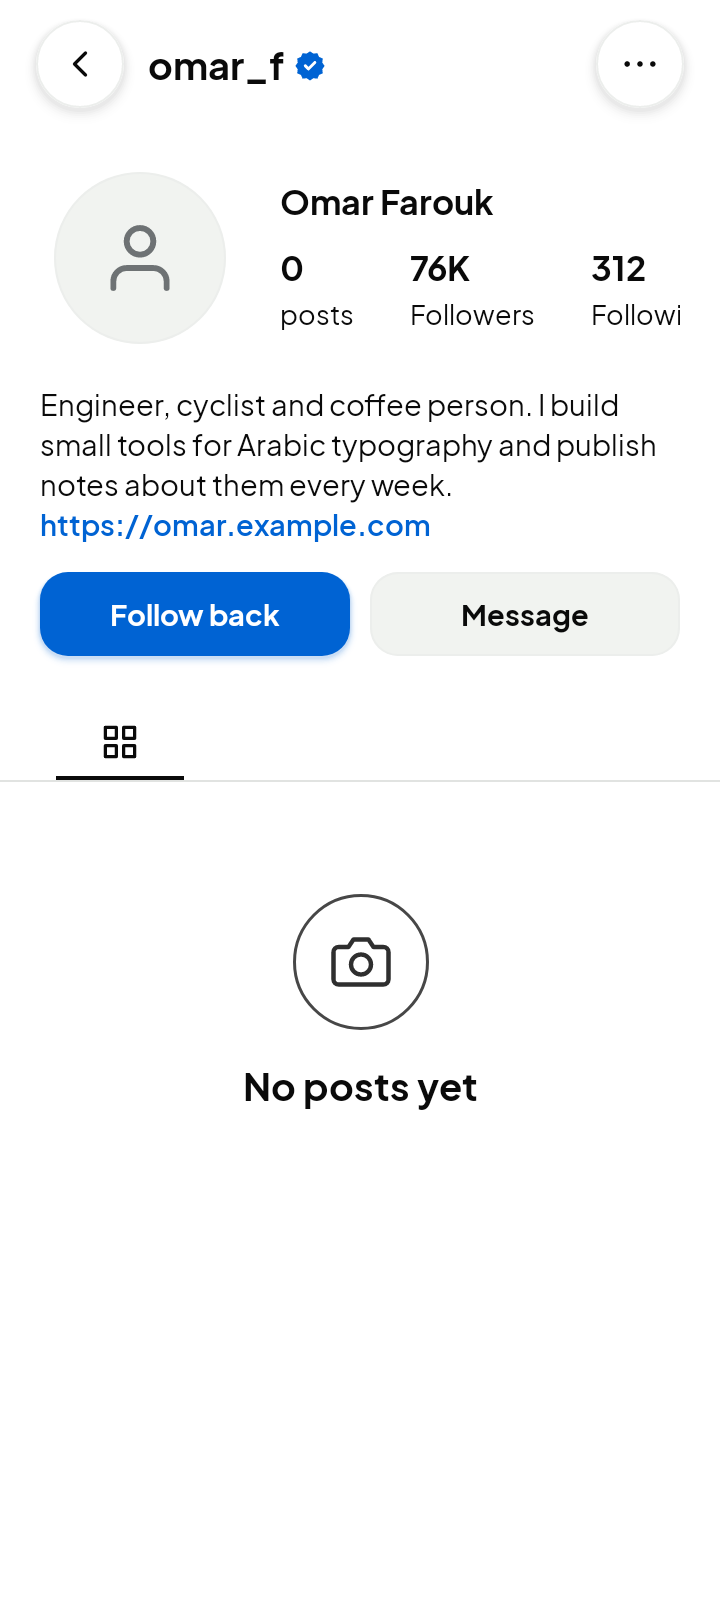 omar_f
Omar Farouk
0 76K 312
posts Followers Followi
Engineer, cyclist and coffee person. I build
small tools for Arabic typography and publish
notes about them every week.
https://omar.example.com
Follow back Message
No posts yet